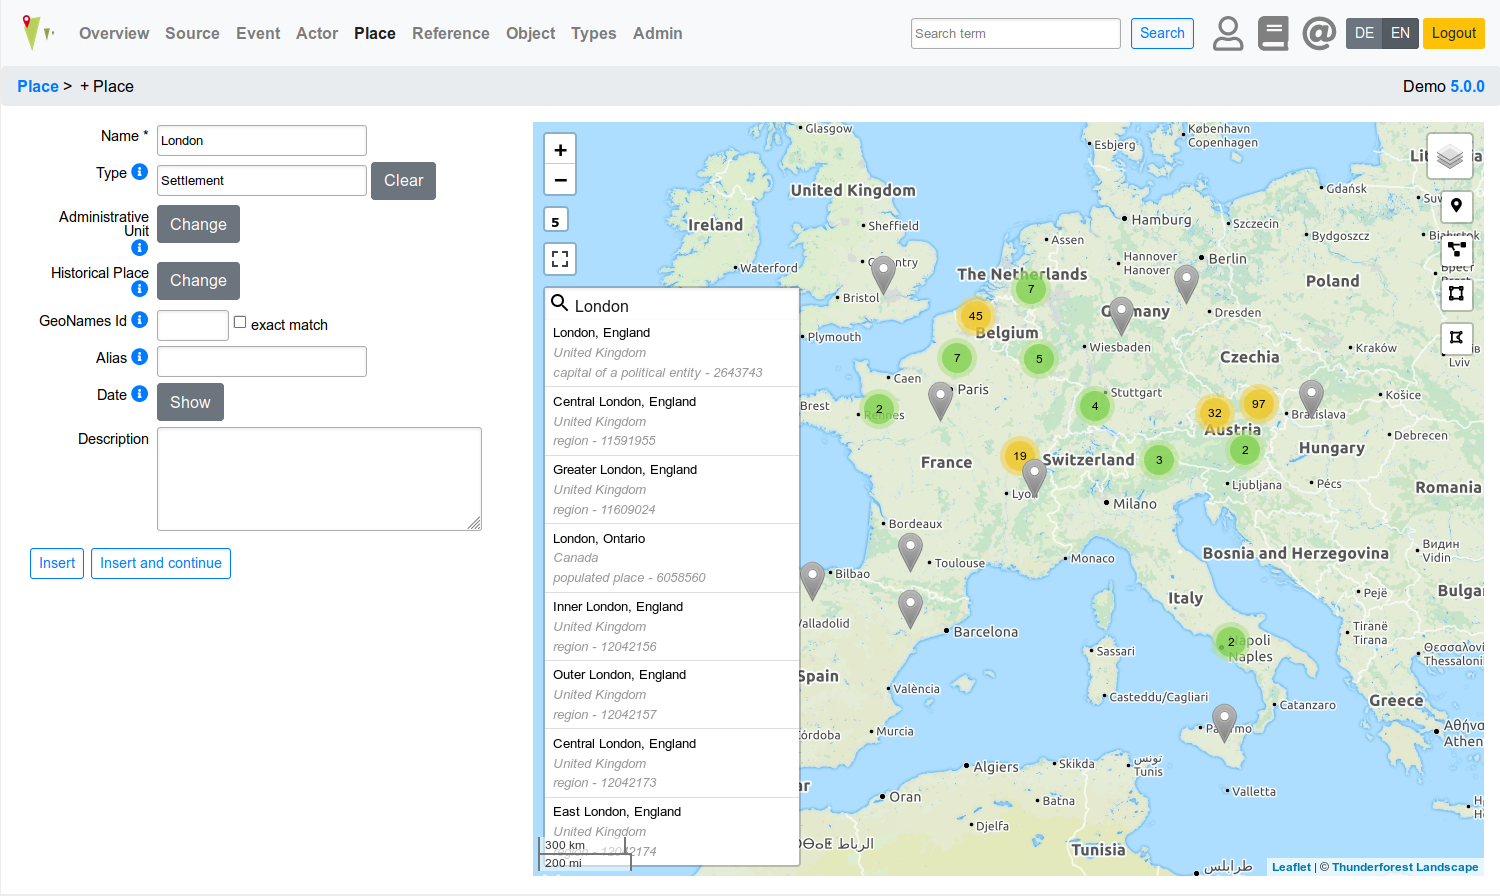 Overview Source Event Actor Place Reference Object Types Admin
Search term
Search
DE EN
Logout
Place > + Place
Demo 5.0.0
Name *
London
Type
Settlement
Clear
Administrative
Unit
Change
Historical Place
Change
GeoNames Id
exact match
Alias
Date
Show
Description
Insert
Insert and continue
+
−
5
London
London, England
United Kingdom
capital of a political entity - 2643743
Central London, England
United Kingdom
region - 11591955
Greater London, England
United Kingdom
region - 11609024
London, Ontario
Canada
populated place - 6058560
Inner London, England
United Kingdom
region - 12042156
Outer London, England
United Kingdom
region - 12042157
Central London, England
United Kingdom
region - 12042173
East London, England
United Kingdom
region - 12042174
300 km
200 mi
Glasgow
København
Copenhagen
Esbjerg
United Kingdom
Gdańsk
Ireland
Hamburg
Szczecin
Sheffield
Bydgoszcz
Assen
Waterford
Hannover
Hanover
Berlin
The Netherlands
7
Poland
Bristol
45
Belgium
Dresden
Plymouth
Wiesbaden
Kraków
Lviv
7
5
Czechia
Caen
Paris
Stuttgart
Košice
Brest
2
4
32
97
Bratislava
Austria
Debrecen
19
Switzerland
3
2
Hungary
France
Lyon
Ljubljana
Pécs
Romania
Milano
Bordeaux
Видин
Vidin
Toulouse
Monaco
Bosnia and Herzegovina
Bilbao
Italy
Pejë
Valladolid
Barcelona
Tiranë
Tirana
2
Napoli
Naples
Sassari
Spain
València
Casteddu/Cagliari
Catanzaro
Greece
Murcia
Palermo
Algiers
Skikda
تونس
Tunis
Oran
Batna
Valletta
Djelfa
الرباط
Tunisia
طرابلس
Leaflet | © Thunderforest Landscape